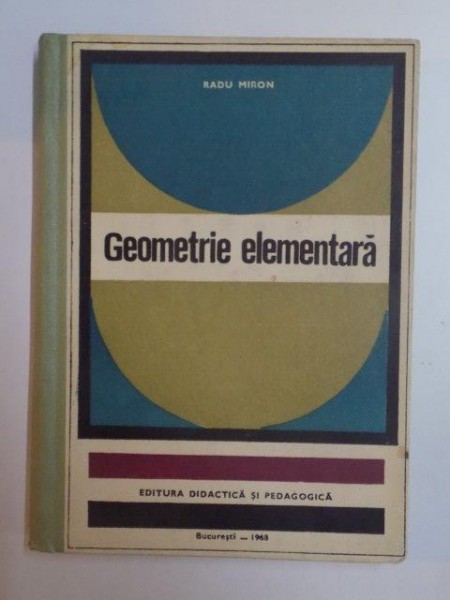 RADU MIRON
Geometrie elementară
EDITURA DIDACTICĂ ȘI PEDAGOGICĂ
București — 1968